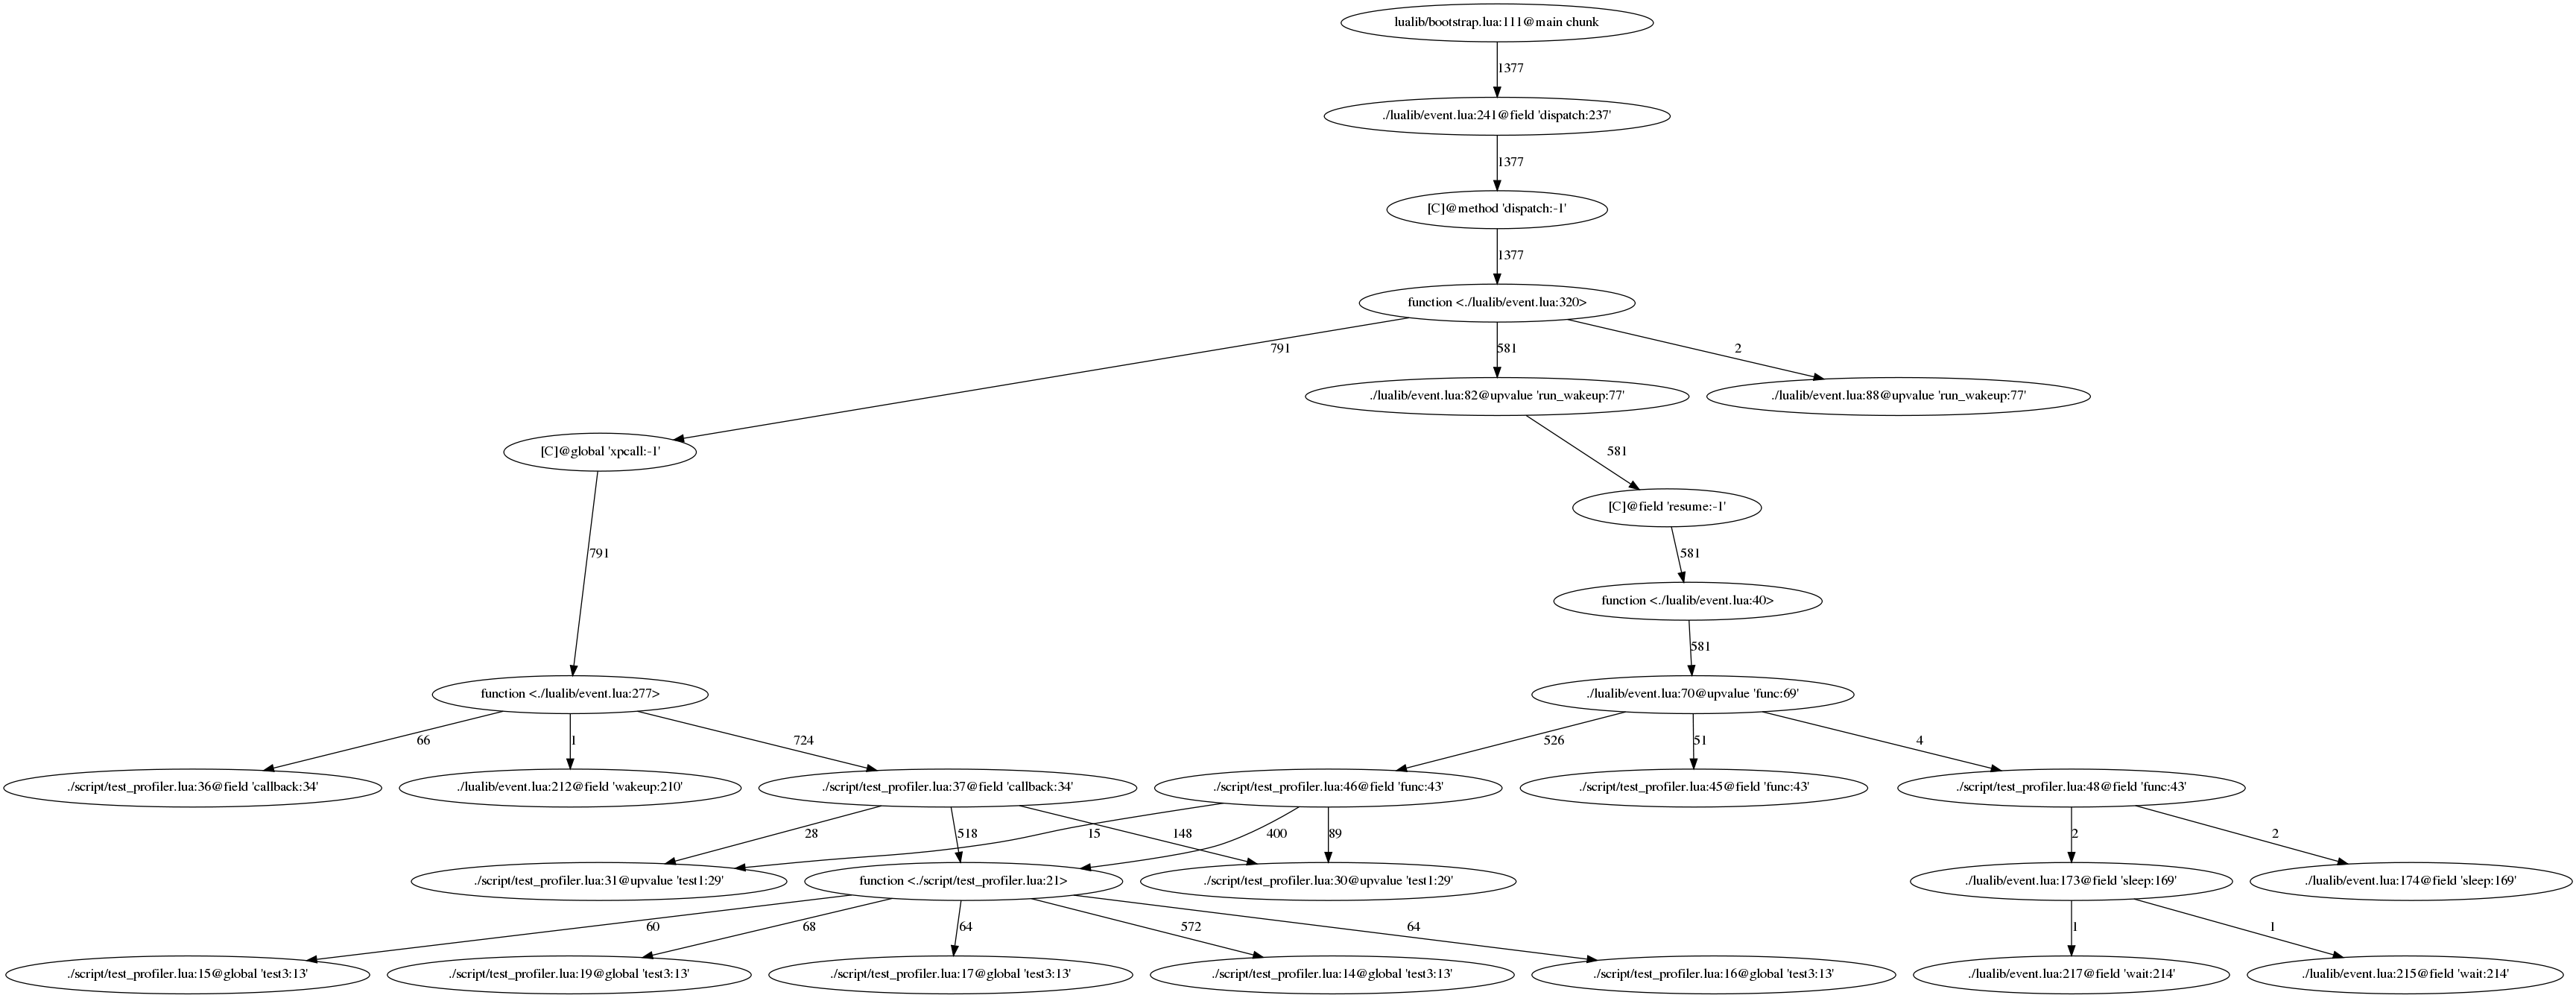 lualib/bootstrap.lua:111@main chunk
1377
./lualib/event.lua:241@field 'dispatch:237'
1377
[C]@method 'dispatch:-1'
1377
function <./lualib/event.lua:320>
791
581
2
./lualib/event.lua:82@upvalue 'run_wakeup:77'
./lualib/event.lua:88@upvalue 'run_wakeup:77'
[C]@global 'xpcall:-1'
581
[C]@field 'resume:-1'
791
581
function <./lualib/event.lua:40>
581
function <./lualib/event.lua:277>
./lualib/event.lua:70@upvalue 'func:69'
66
1
724
526
51
4
./script/test_profiler.lua:36@field 'callback:34'
./lualib/event.lua:212@field 'wakeup:210'
./script/test_profiler.lua:37@field 'callback:34'
./script/test_profiler.lua:46@field 'func:43'
./script/test_profiler.lua:45@field 'func:43'
./script/test_profiler.lua:48@field 'func:43'
28
518
15
148
400
89
2
2
./script/test_profiler.lua:31@upvalue 'test1:29'
function <./script/test_profiler.lua:21>
./script/test_profiler.lua:30@upvalue 'test1:29'
./lualib/event.lua:173@field 'sleep:169'
./lualib/event.lua:174@field 'sleep:169'
60
68
64
572
64
1
1
./script/test_profiler.lua:15@global 'test3:13'
./script/test_profiler.lua:19@global 'test3:13'
./script/test_profiler.lua:17@global 'test3:13'
./script/test_profiler.lua:14@global 'test3:13'
./script/test_profiler.lua:16@global 'test3:13'
./lualib/event.lua:217@field 'wait:214'
./lualib/event.lua:215@field 'wait:214'